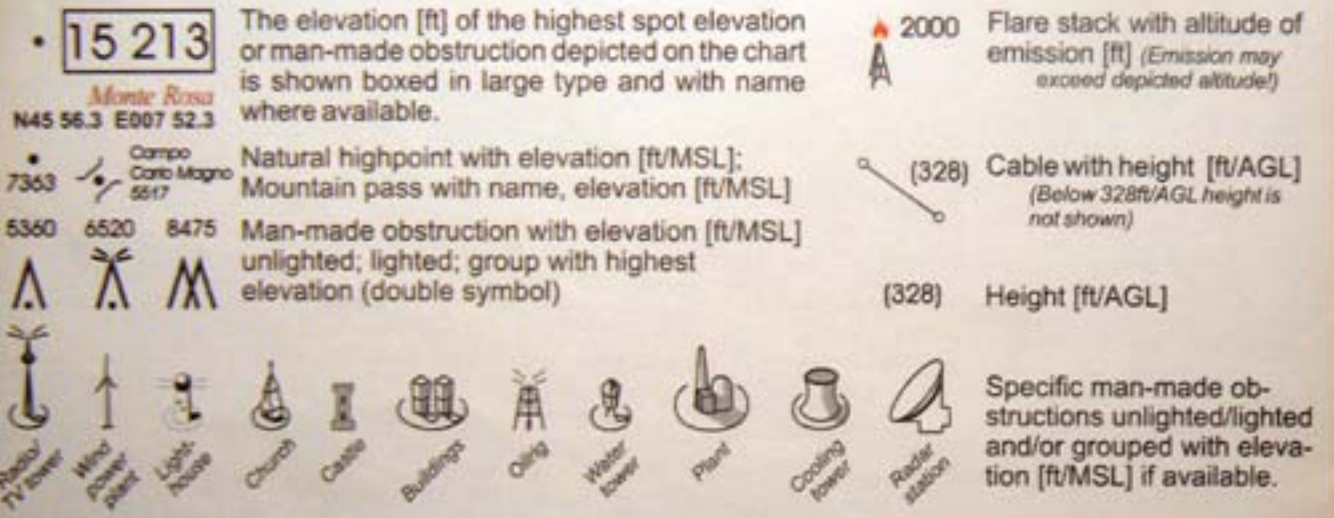 15 213
Monte Rosa
N45 56.3 E007 52.3
The elevation [ft] of the highest spot elevation
or man-made obstruction depicted on the chart
is shown boxed in large type and with name
where available.
2000
Flare stack with altitude of
emission [ft] (Emission may
exceed depicted altitude!)
7363
Campo
Carlo Magno
5517
Natural highpoint with elevation [ft/MSL];
Mountain pass with name, elevation [ft/MSL]
(328)
Cable with height [ft/AGL]
(Below 328ft/AGL height is
not shown)
5360 6520 8475
Man-made obstruction with elevation [ft/MSL]
unlighted; lighted; group with highest
elevation (double symbol)
(328)
Height [ft/AGL]
Radio/
TV tower
Wind
power
plant
Light-
house
Church
Castle
Buildings
Oilrig
Water
tower
Plant
Cooling
tower
Radar
station
Specific man-made ob-
structions unlighted/lighted
and/or grouped with eleva-
tion [ft/MSL] if available.